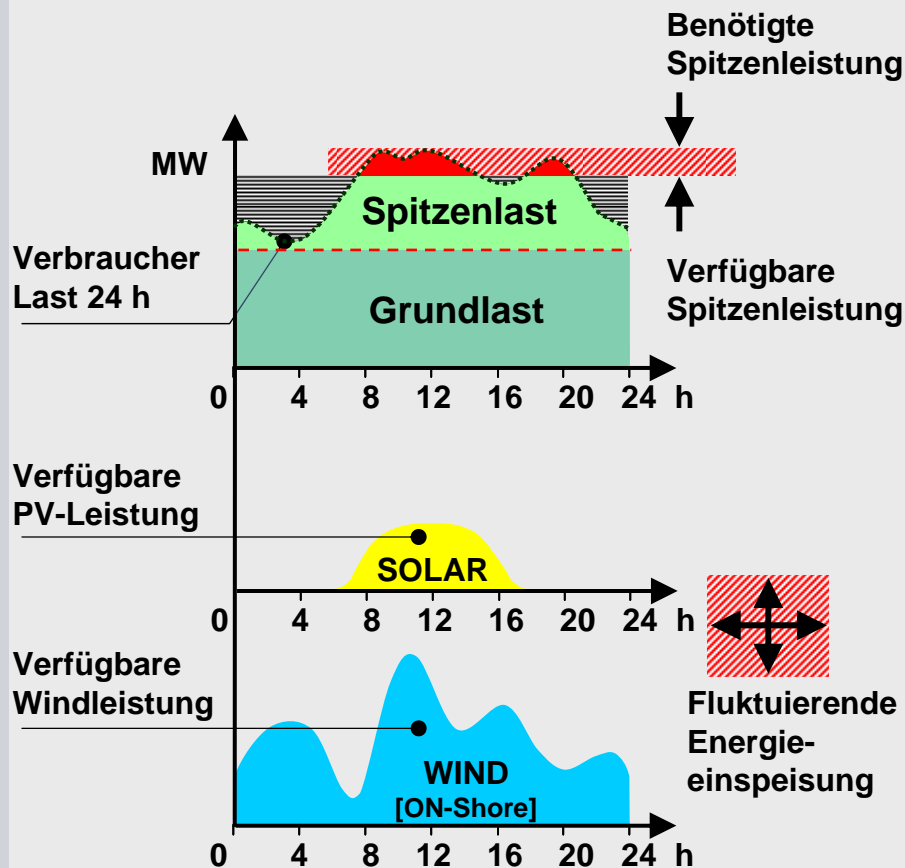 Benötigte
Spitzenleistung
MW
Spitzenlast
Verbraucher
Last 24 h
Verfügbare
Spitzenleistung
Grundlast
0 4 8 12 16 20 24 h
Verfügbare
PV-Leistung
SOLAR
0 4 8 12 16 20 24 h
Verfügbare
Windleistung
Fluktuierende
Energie-
einspeisung
WIND
[ON-Shore]
0 4 8 12 16 20 24 h